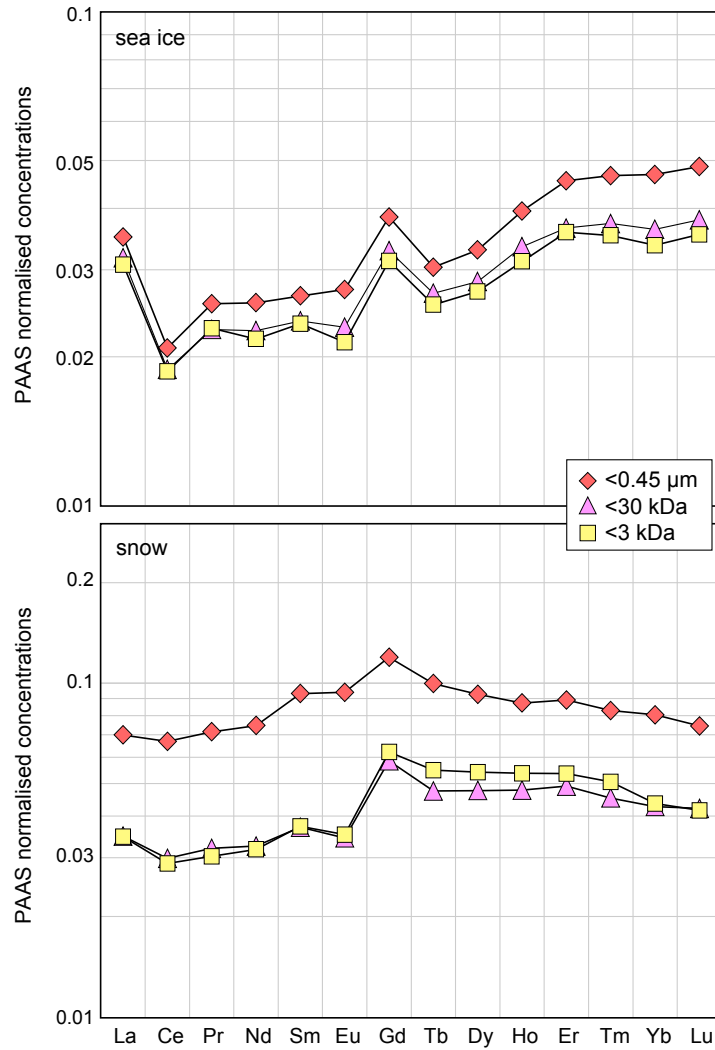 0.1
sea ice
PAAS normalised concentrations
0.05
0.03
0.02
0.01
<0.45 µm
<30 kDa
<3 kDa
snow
PAAS normalised concentrations
0.2
0.1
0.03
0.01
La Ce Pr Nd Sm Eu Gd Tb Dy Ho Er Tm Yb Lu